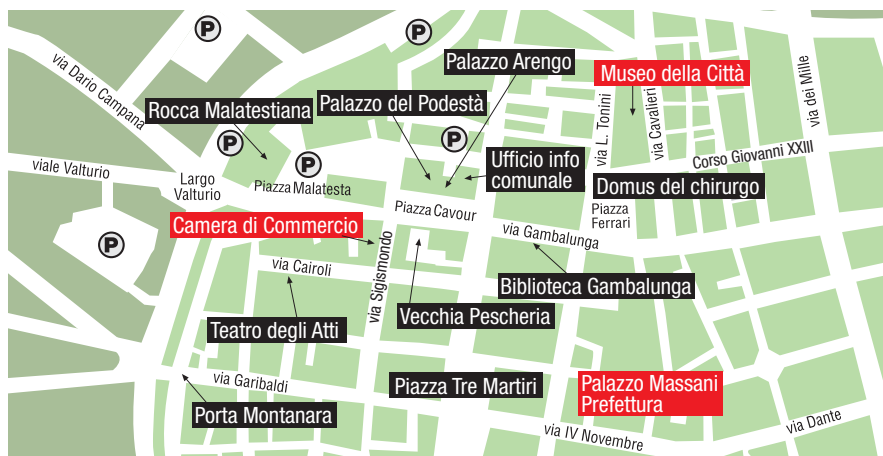 P
P
via Dario Campana
Palazzo Arengo
Museo della Città
via dei Mille
Rocca Malatestiana
Palazzo del Podestà
via L. Tonini
via Cavalieri
P
P
P
Corso Giovanni XXIII
viale Valturio
Largo
Valturio
Piazza Malatesta
Ufficio info
comunale
Domus del chirurgo
Piazza Cavour
Piazza
Ferrari
Camera di Commercio
P
via Gambalunga
via Cairoli
via Sigismondo
Biblioteca Gambalunga
Teatro degli Atti
Vecchia Pescheria
via Garibaldi
Piazza Tre Martiri
Palazzo Massani
Prefettura
Porta Montanara
via IV Novembre
via Dante